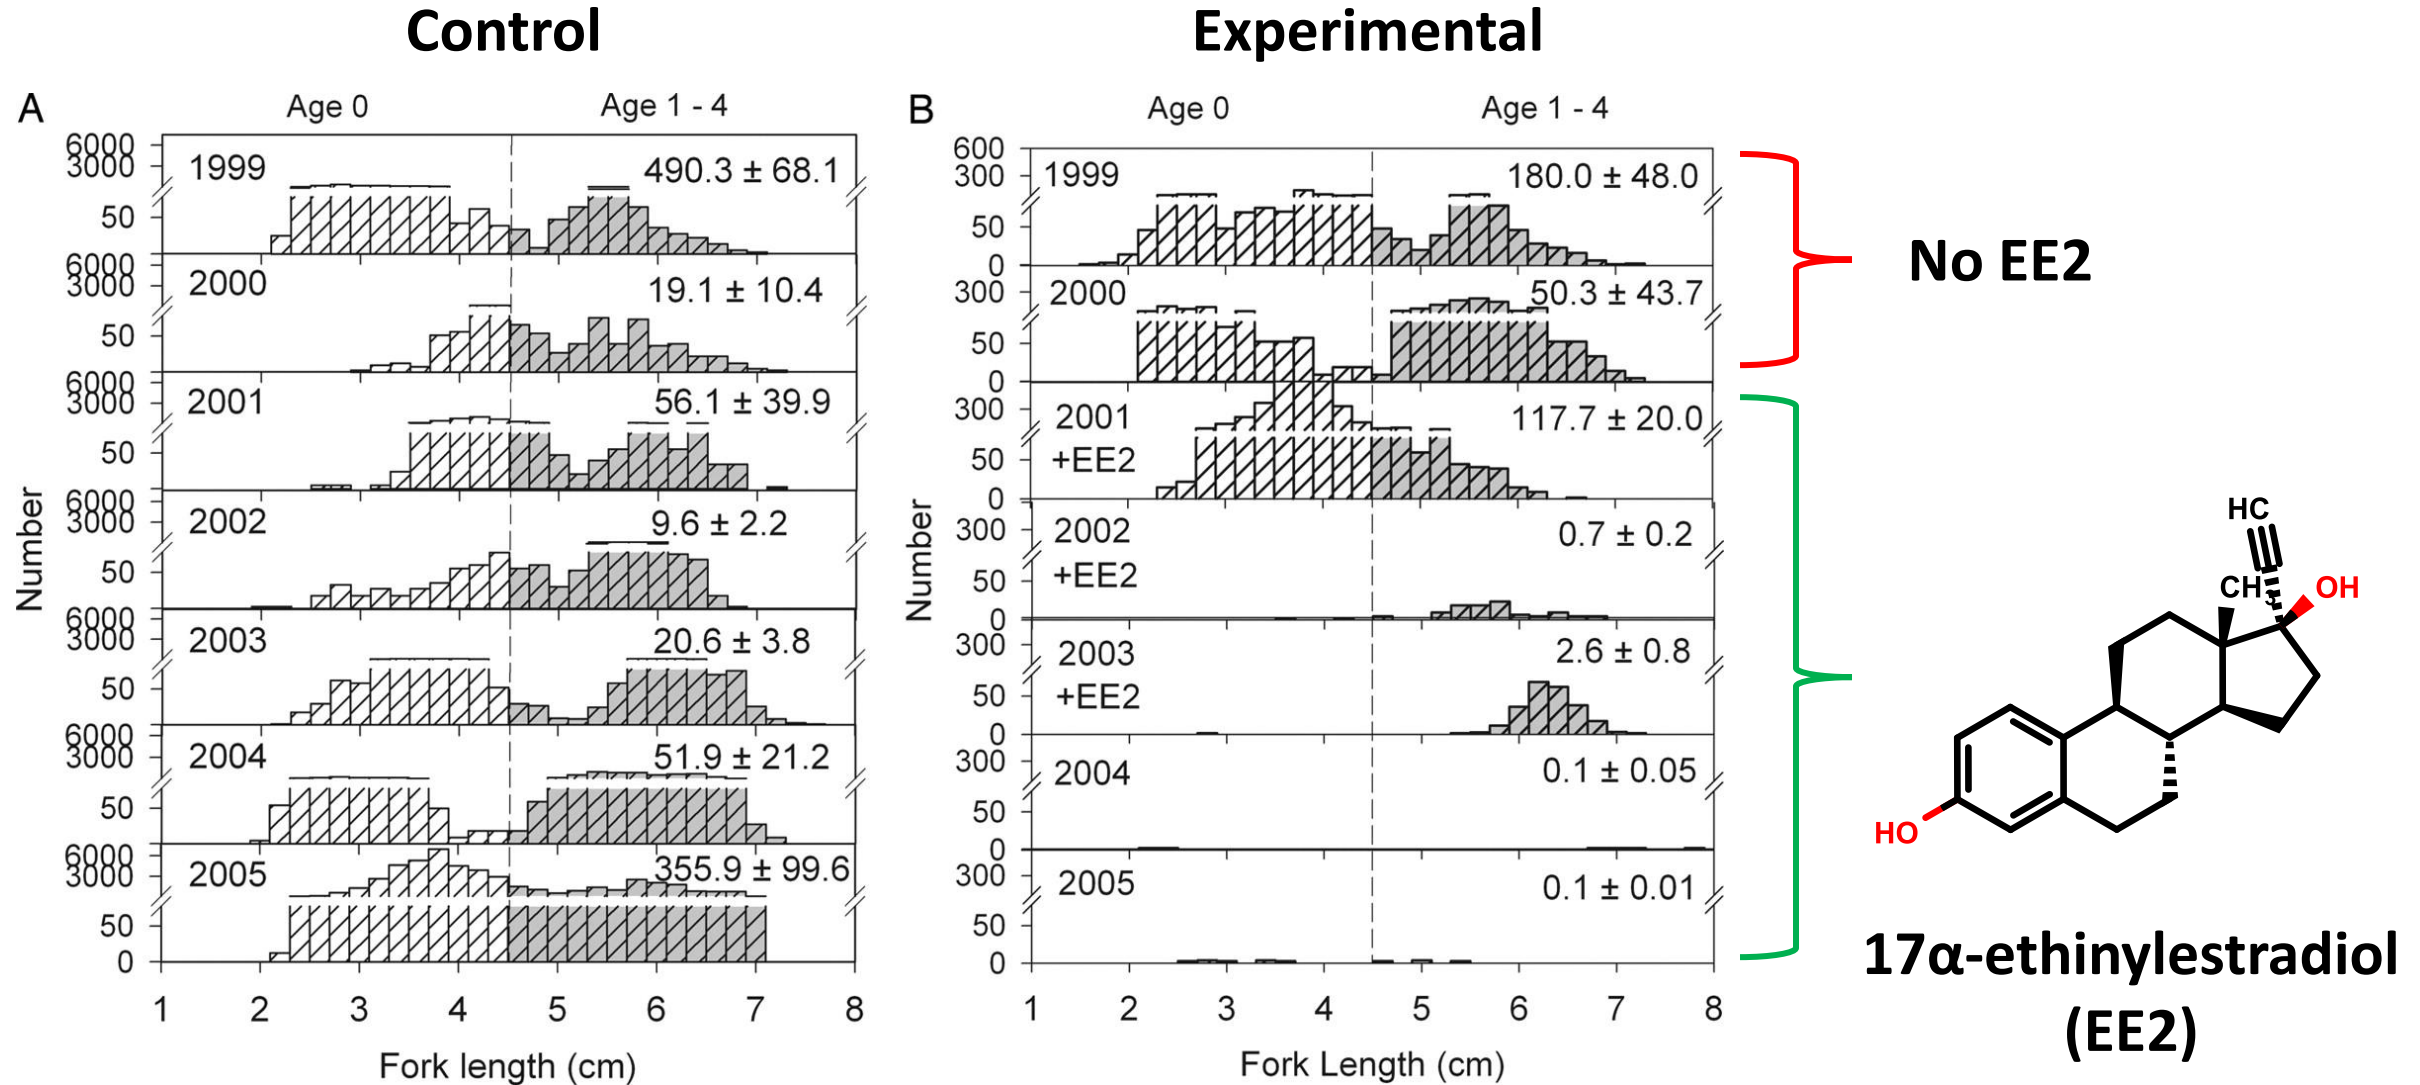 Control
Experimental
A
Age 0
Age 1 - 4
6000
3000
1999
490.3 ± 68.1
50
6000
3000
2000
19.1 ± 10.4
50
6000
3000
2001
56.1 ± 39.9
50
6000
3000
2002
9.6 ± 2.2
50
6000
3000
2003
20.6 ± 3.8
50
6000
3000
2004
51.9 ± 21.2
50
6000
3000
2005
355.9 ± 99.6
50
0
1 2 3 4 5 6 7 8
Number
Fork length (cm)
B
Age 0
Age 1 - 4
600
300
1999
180.0 ± 48.0
50
0
300
2000
50.3 ± 43.7
50
0
300
2001
117.7 ± 20.0
+EE2
50
0
300
2002
0.7 ± 0.2
+EE2
50
0
300
2003
2.6 ± 0.8
+EE2
50
0
300
2004
0.1 ± 0.05
50
0
300
2005
0.1 ± 0.01
50
0
1 2 3 4 5 6 7 8
Number
Fork Length (cm)
No EE2
HC
CH3
OH
HO
17α-ethinylestradiol
(EE2)